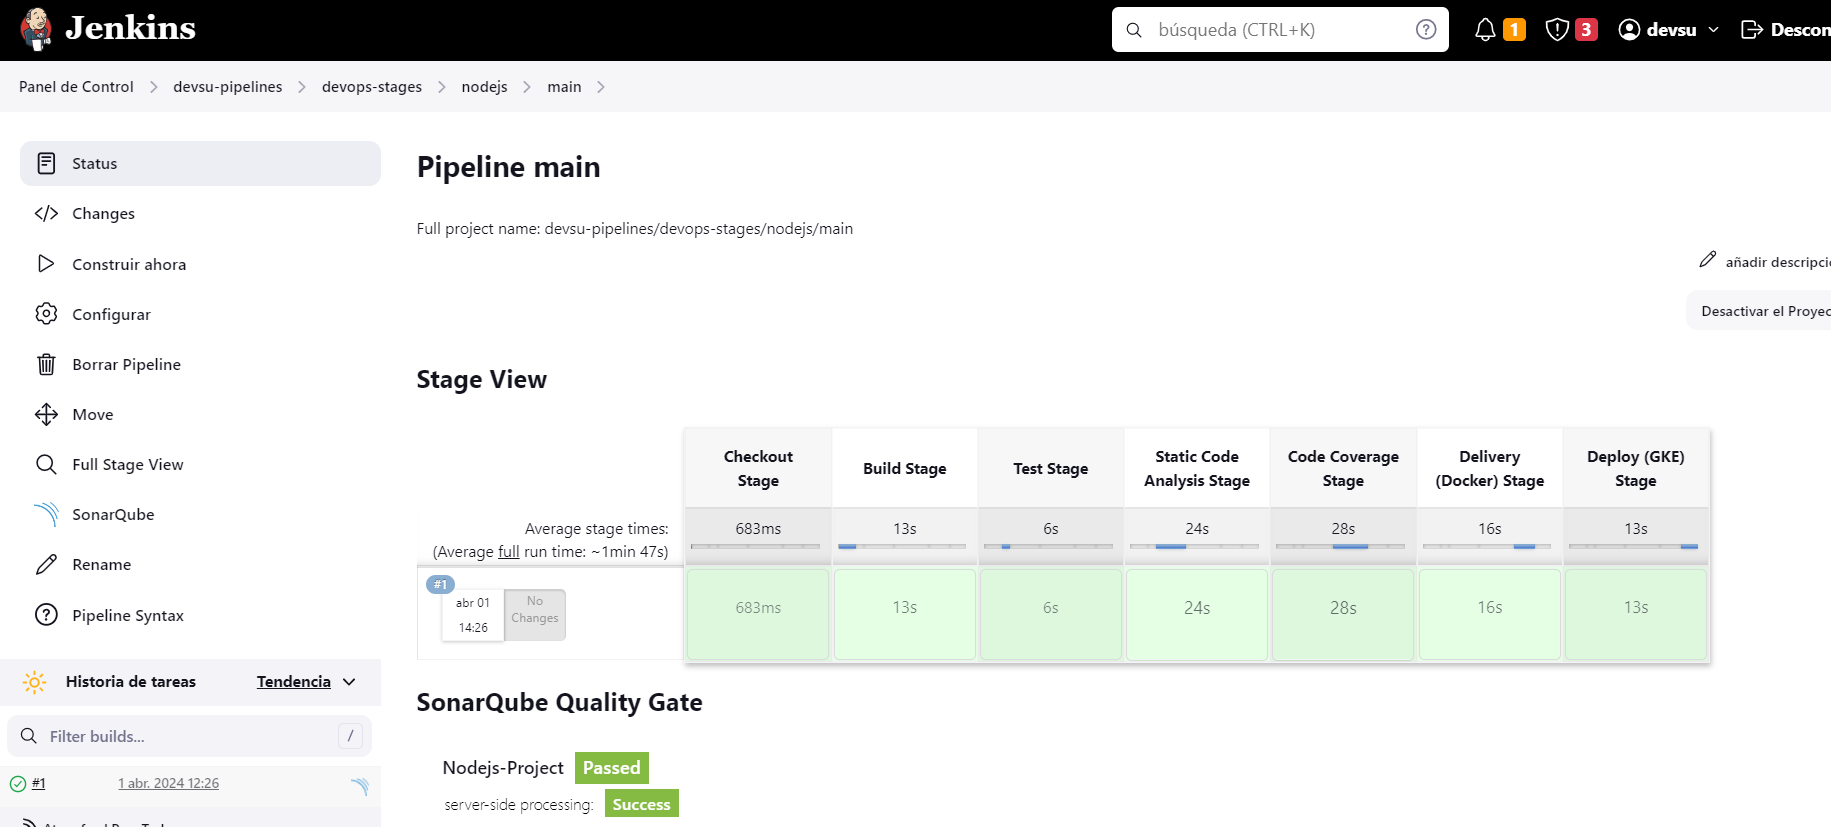 Jenkins
búsqueda (CTRL+K)
1
3
devsu
Descon
Panel de Control
devsu-pipelines
devops-stages
nodejs
main
Status
Changes
Construir ahora
Configurar
Borrar Pipeline
Move
Full Stage View
SonarQube
Rename
Pipeline Syntax
Historia de tareas
Tendencia
Filter builds...
/
#1
1 abr. 2024 12:26
Pipeline main
Full project name: devsu-pipelines/devops-stages/nodejs/main
añadir descripci
Desactivar el Proyec
Stage View
Checkout Stage
Build Stage
Test Stage
Static Code Analysis Stage
Code Coverage Stage
Delivery (Docker) Stage
Deploy (GKE) Stage
Average stage times:
(Average full run time: ~1min 47s)
683ms
13s
6s
24s
28s
16s
13s
#1
abr 01
14:26
No Changes
683ms
13s
6s
24s
28s
16s
13s
SonarQube Quality Gate
Nodejs-Project Passed
server-side processing: Success